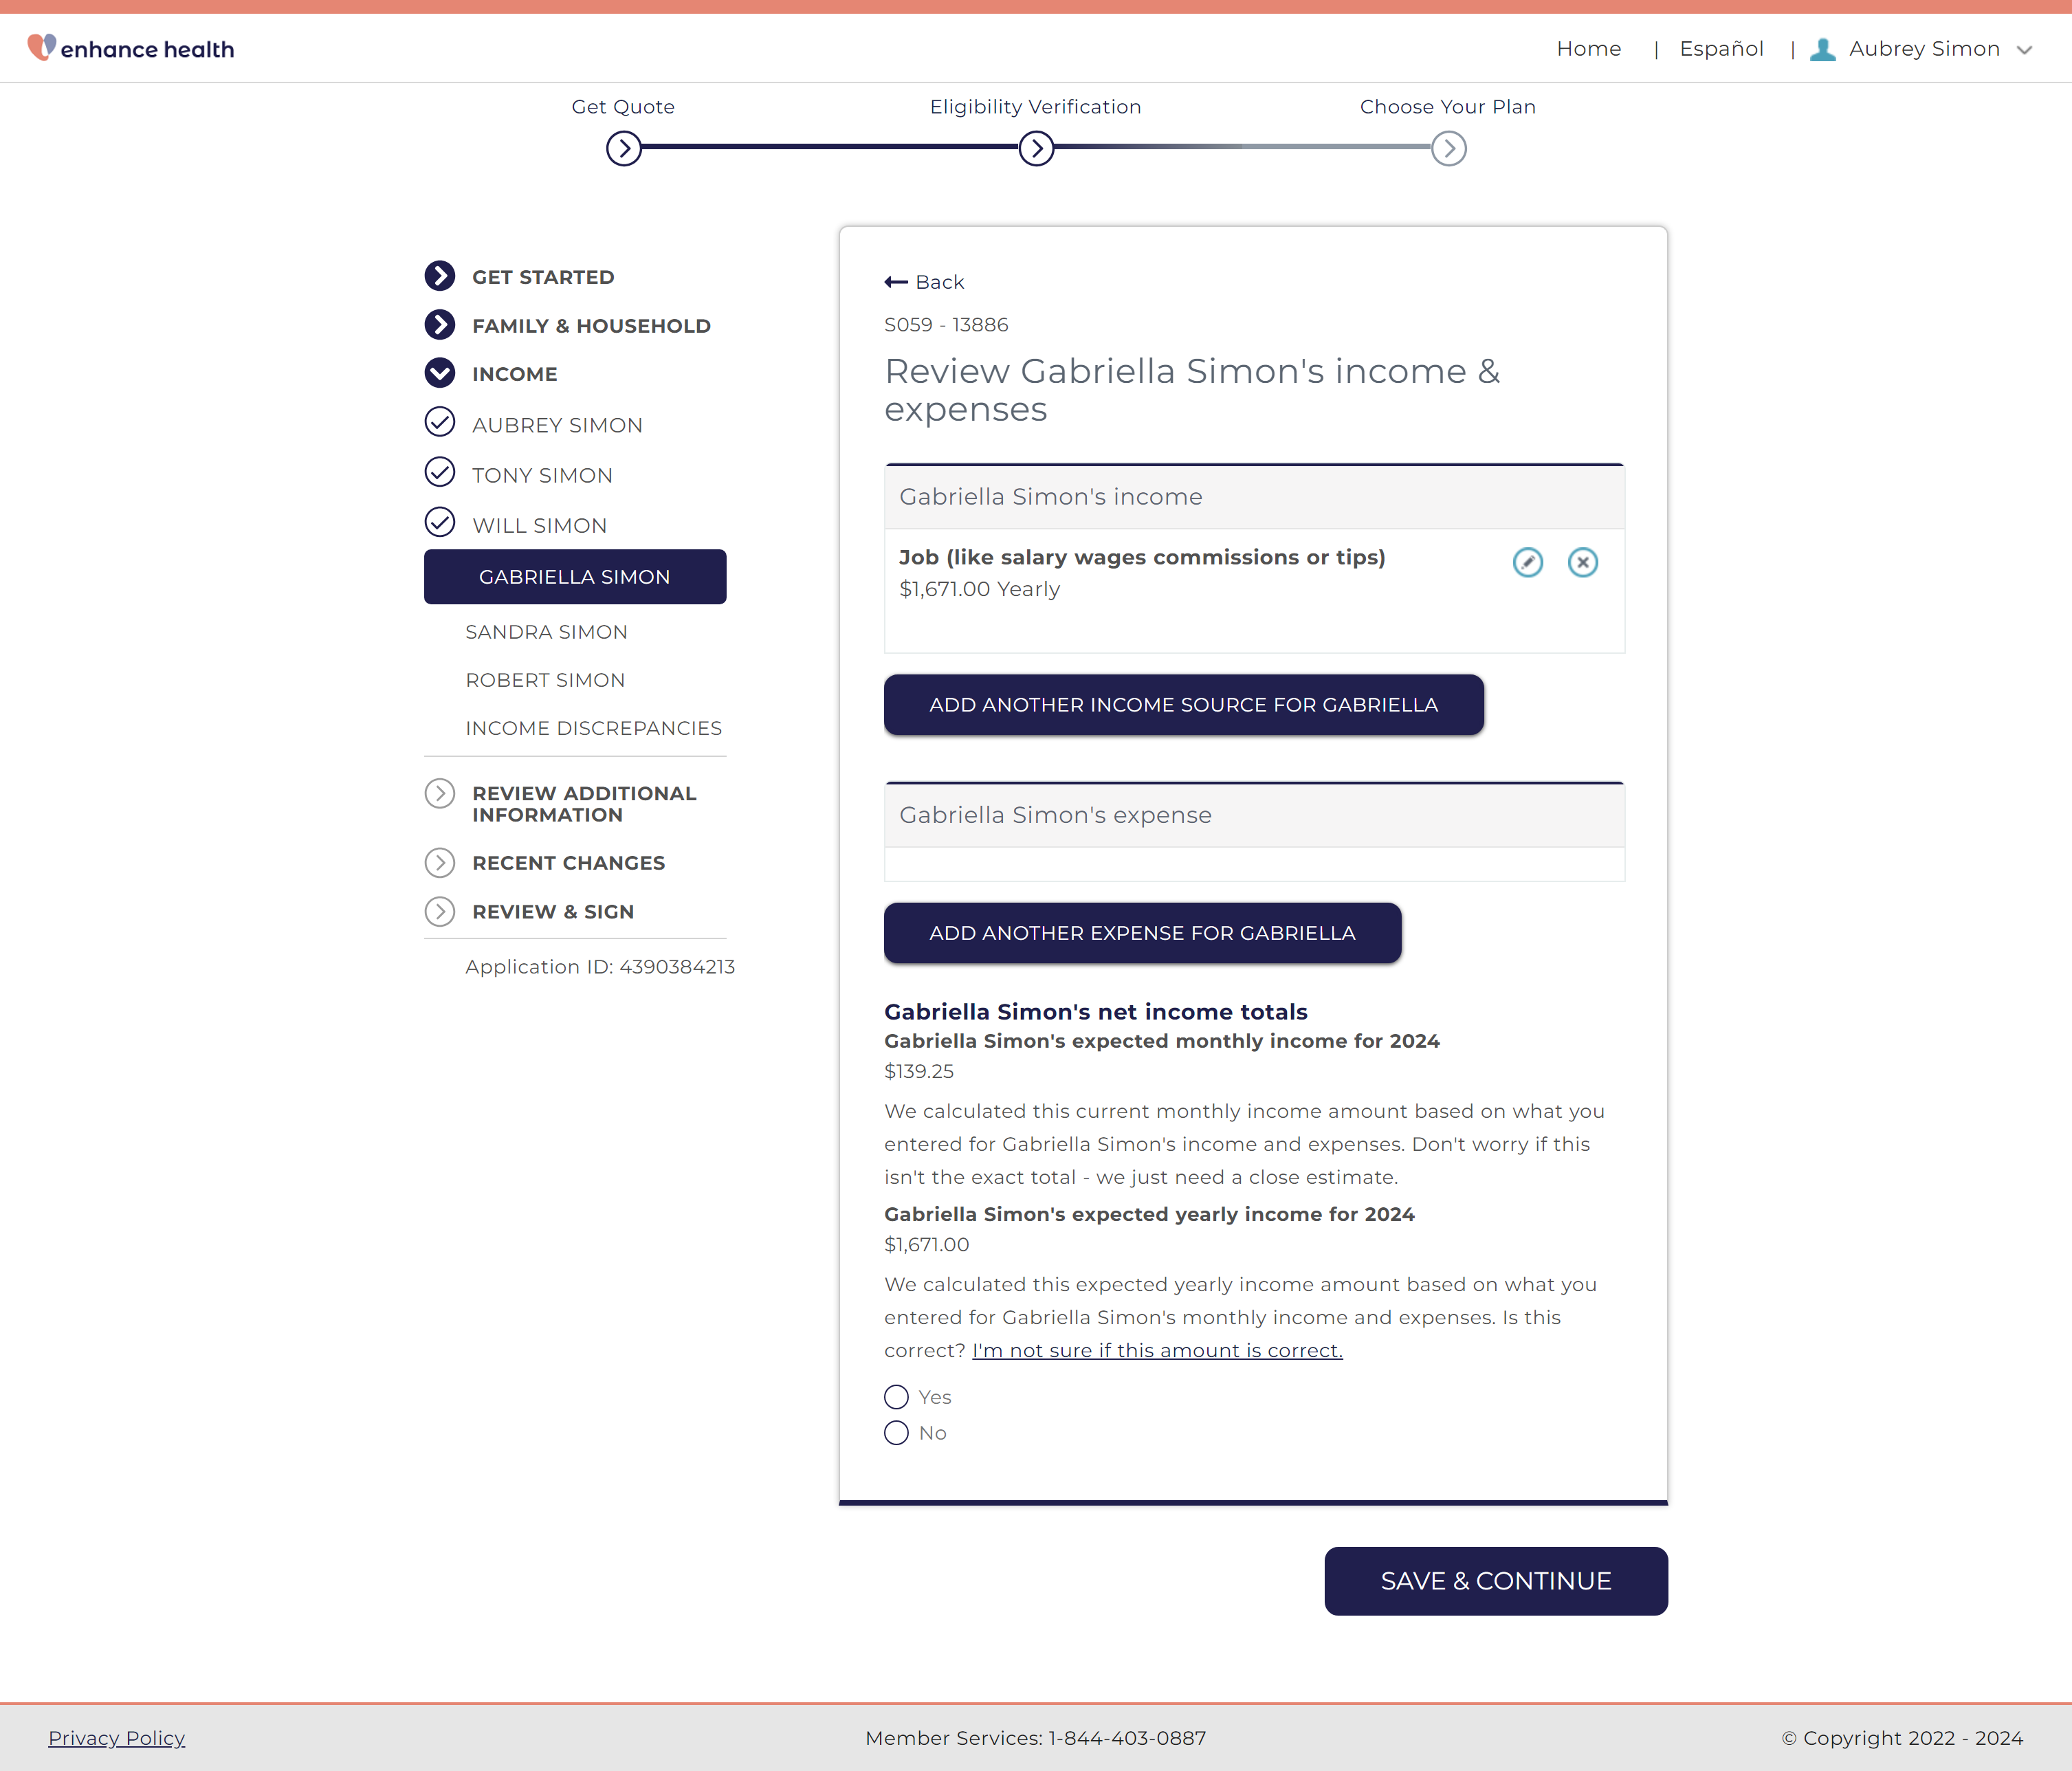 enhance health
Home | Español | Aubrey Simon
Get Quote
Eligibility Verification
Choose Your Plan
GET STARTED
FAMILY & HOUSEHOLD
INCOME
AUBREY SIMON
TONY SIMON
WILL SIMON
GABRIELLA SIMON
SANDRA SIMON
ROBERT SIMON
INCOME DISCREPANCIES
REVIEW ADDITIONAL
INFORMATION
RECENT CHANGES
REVIEW & SIGN
Application ID: 4390384213
Back
S059 - 13886
Review Gabriella Simon's income &
expenses
Gabriella Simon's income
Job (like salary wages commissions or tips)
$1,671.00 Yearly
ADD ANOTHER INCOME SOURCE FOR GABRIELLA
Gabriella Simon's expense
ADD ANOTHER EXPENSE FOR GABRIELLA
Gabriella Simon's net income totals
Gabriella Simon's expected monthly income for 2024
$139.25
We calculated this current monthly income amount based on what you
entered for Gabriella Simon's income and expenses. Don't worry if this
isn't the exact total - we just need a close estimate.
Gabriella Simon's expected yearly income for 2024
$1,671.00
We calculated this expected yearly income amount based on what you
entered for Gabriella Simon's monthly income and expenses. Is this
correct? I'm not sure if this amount is correct.
Yes
No
SAVE & CONTINUE
Privacy Policy
Member Services: 1-844-403-0887
© Copyright 2022 - 2024